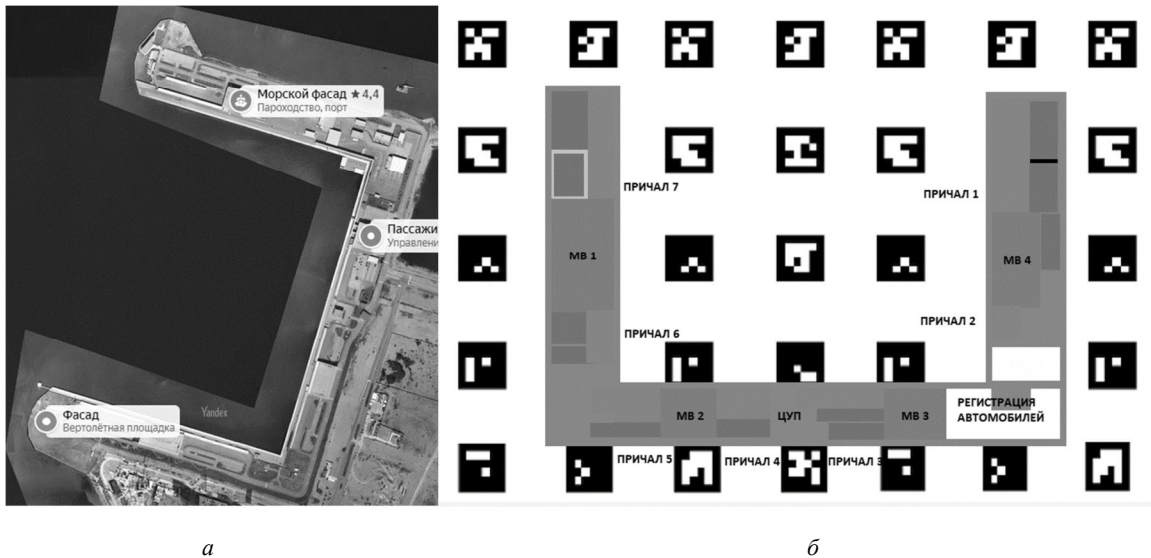 Морской фасад ★ 4,4
Пароходство, порт
Пассажи
Управлени
Yandex
Фасад
Вертолётная площадка
ПРИЧАЛ 7
ПРИЧАЛ 1
МВ 1
МВ 4
ПРИЧАЛ 6
ПРИЧАЛ 2
МВ 2
ЦУП
МВ 3
РЕГИСТРАЦИЯ
АВТОМОБИЛЕЙ
ПРИЧАЛ 5
ПРИЧАЛ 4
ПРИЧАЛ 3
а
б